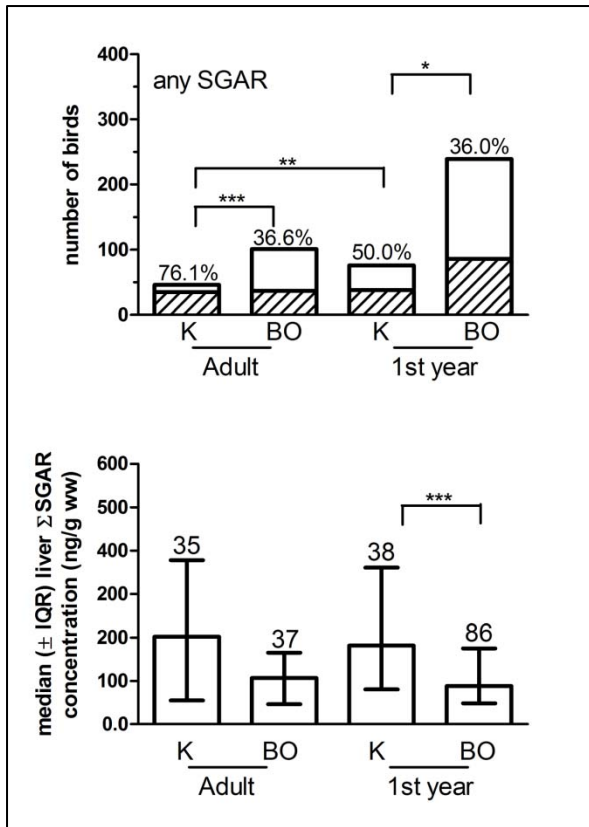 400
any SGAR
*
300
36.0%
200
**
***
36.6%
50.0%
100
76.1%
0
number of birds
K BO K BO
Adult 1st year
600
500
***
400
35 38
200
200
37 86
100
0.0
median (± IQR) liver ΣSGAR
concentration (ng/g ww)
K BO K BO
Adult 1st year